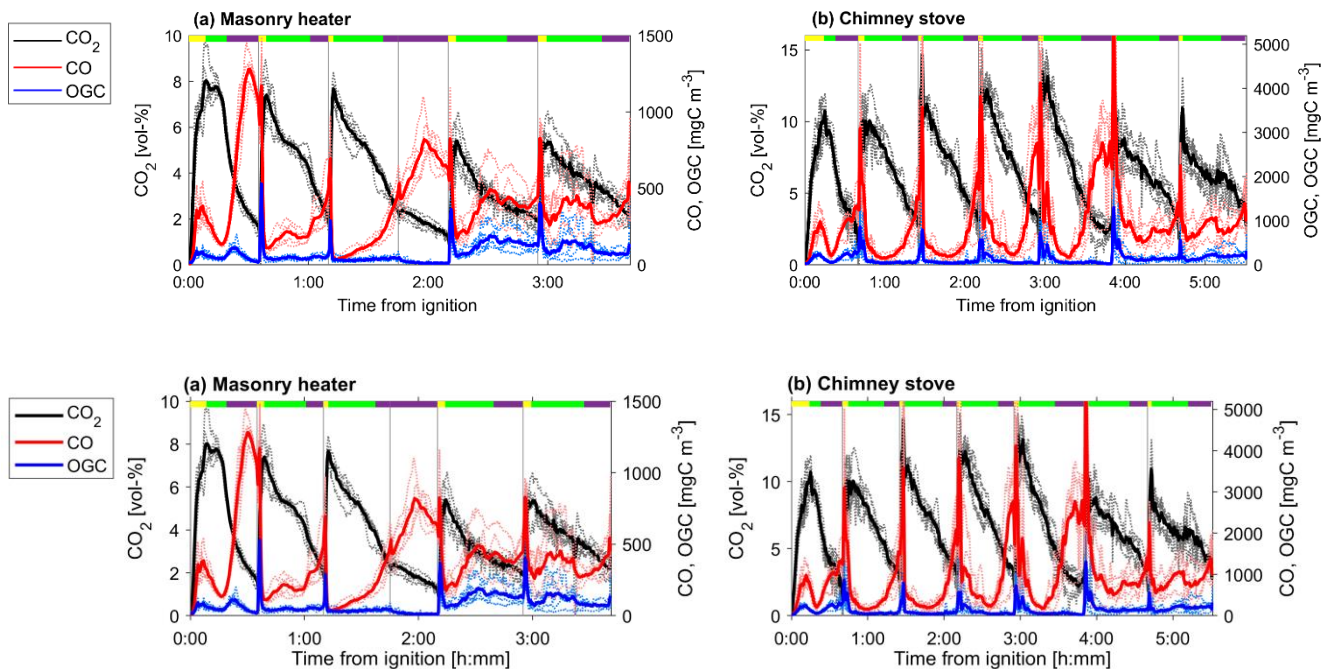 (a) Masonry heater
(b) Chimney stove
CO2
CO
OGC
10
8
6
4
2
0
CO2 [vol-%]
1500
1000
500
0
CO, OGC [mgC m-3]
0:00 1:00 2:00 3:00
Time from ignition
15
10
5
0
CO2 [vol-%]
5000
4000
3000
2000
1000
0
OGC, CO [mgC m-3]
0:00 1:00 2:00 3:00 4:00 5:00
Time from ignition
(a) Masonry heater
(b) Chimney stove
CO2
CO
OGC
10
8
6
4
2
0
CO2 [vol-%]
1500
1000
500
0
CO, OGC [mgC m-3]
0:00 1:00 2:00 3:00
Time from ignition [h:mm]
15
10
5
0
CO2 [vol-%]
5000
4000
3000
2000
1000
0
CO, OGC [mgC m-3]
0:00 1:00 2:00 3:00 4:00 5:00
Time from ignition [h:mm]